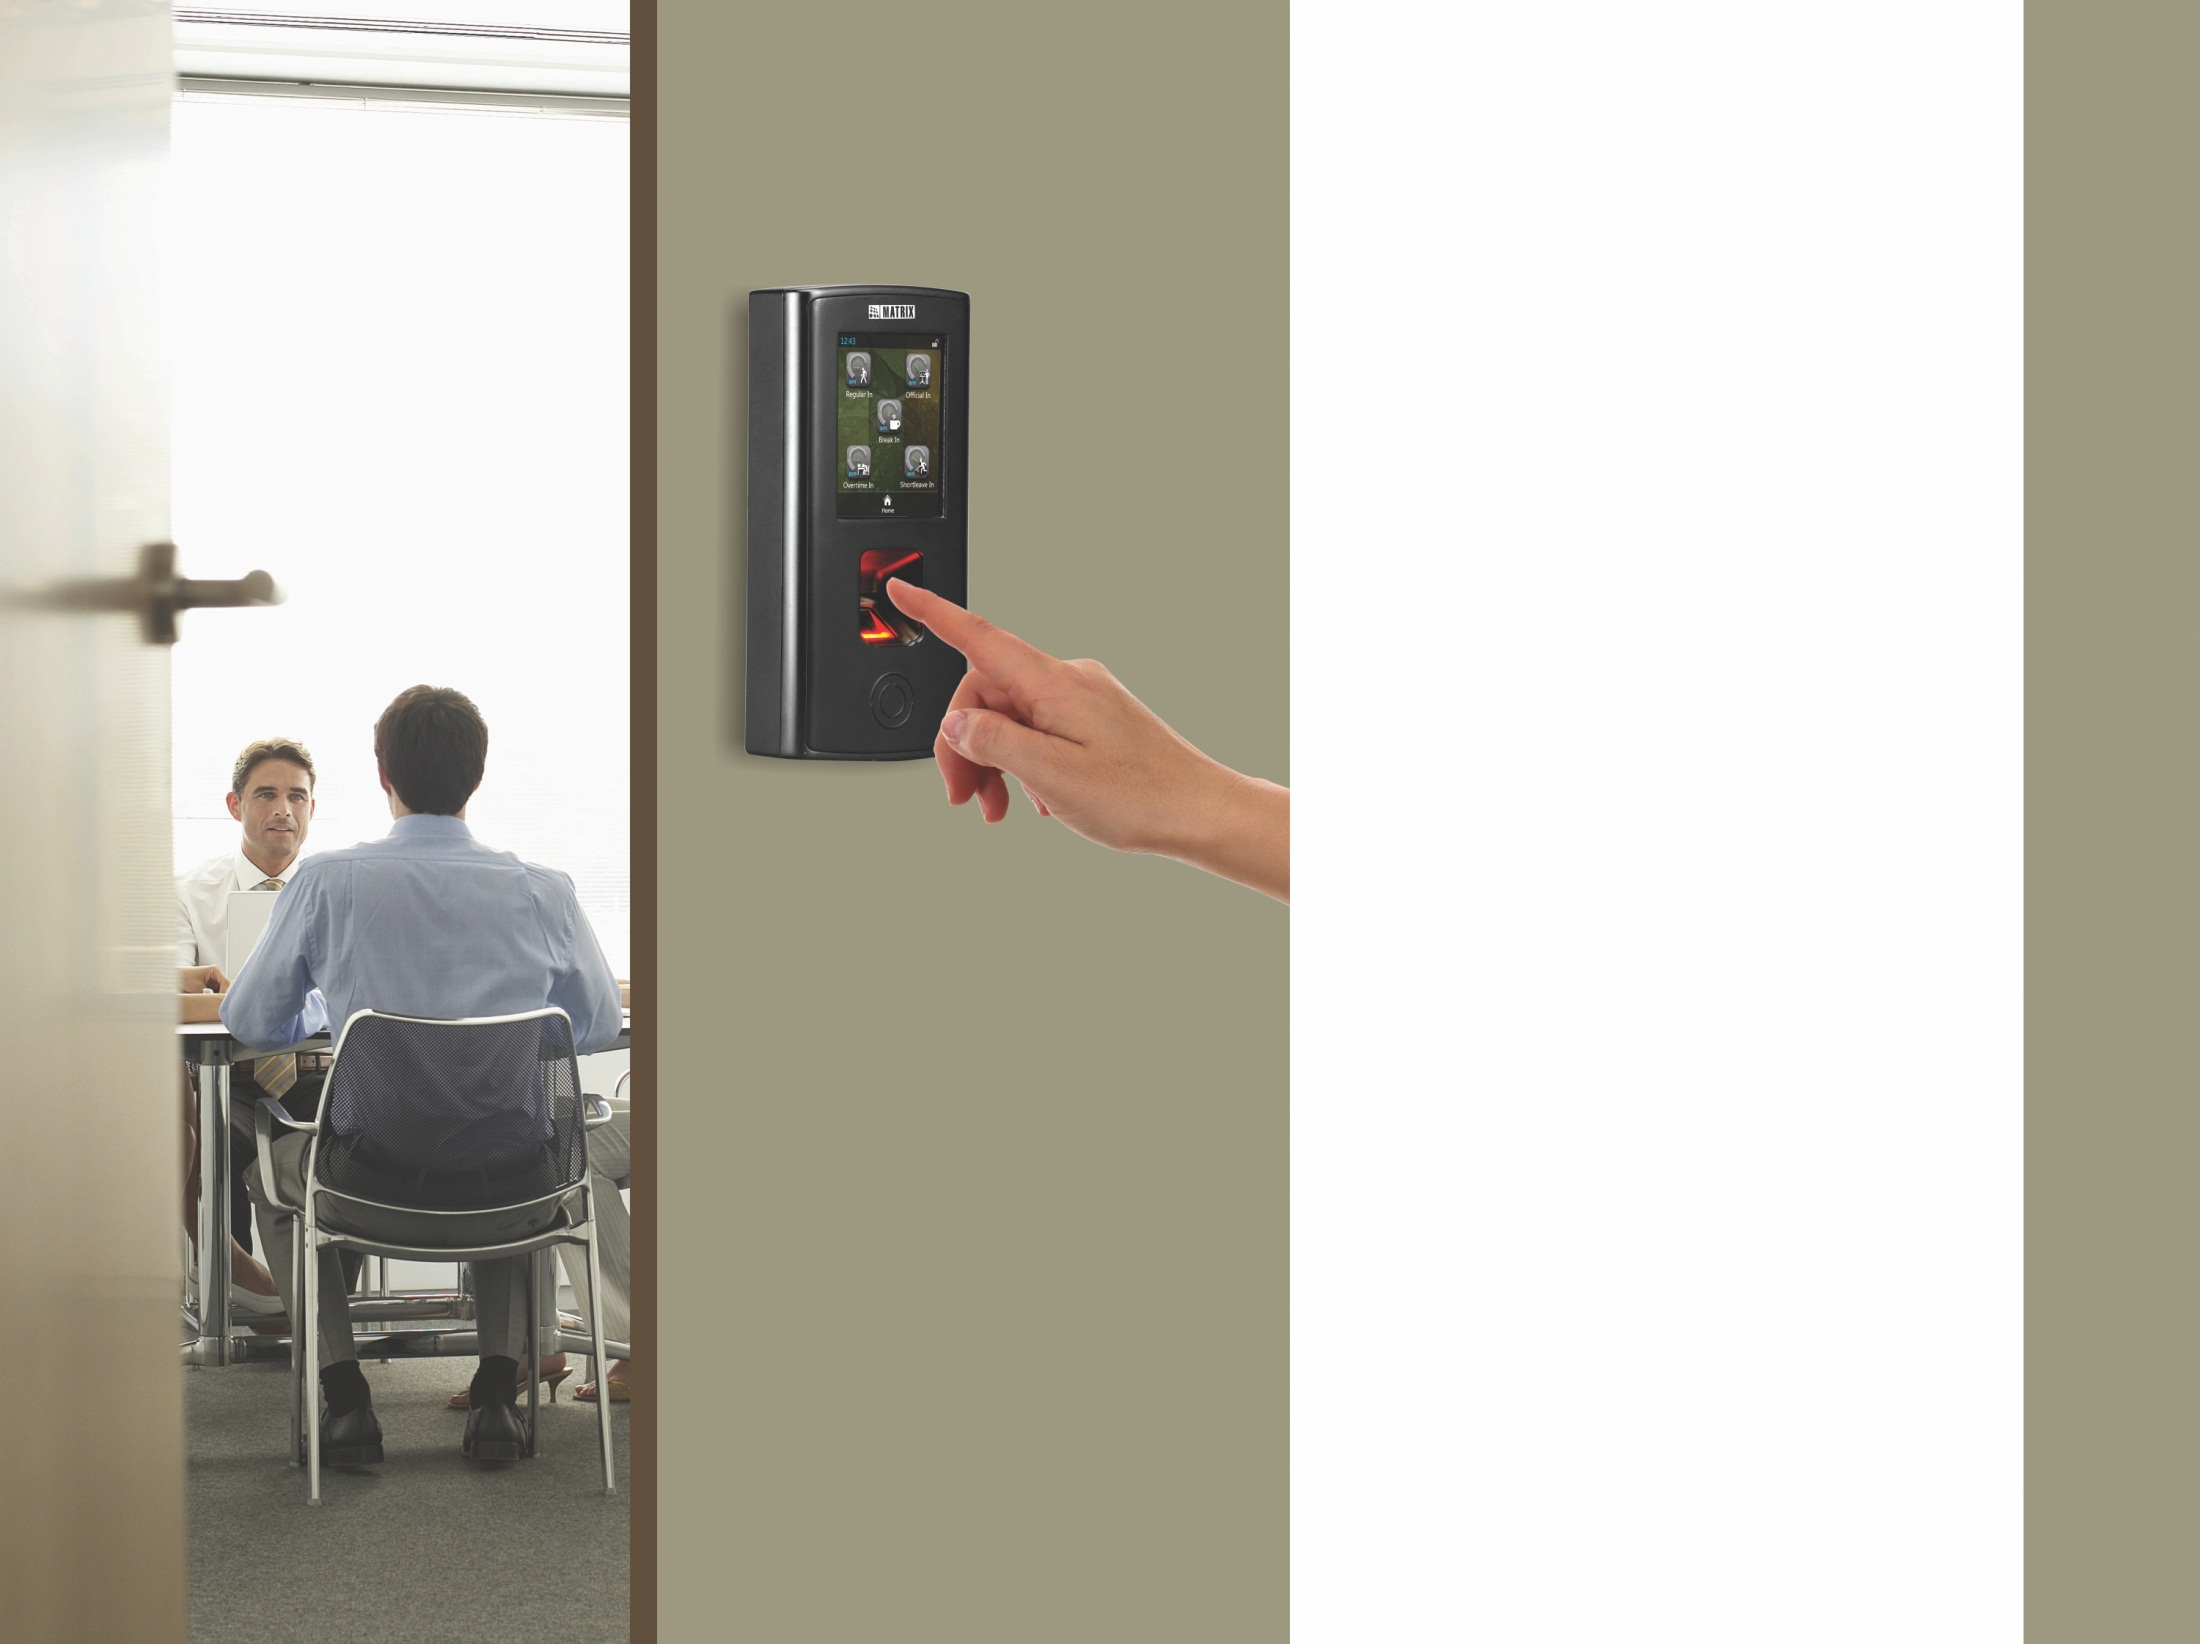 MATRIX
12:43
Regular In
Official In
Break In
Overtime In
Shortleave In
Home